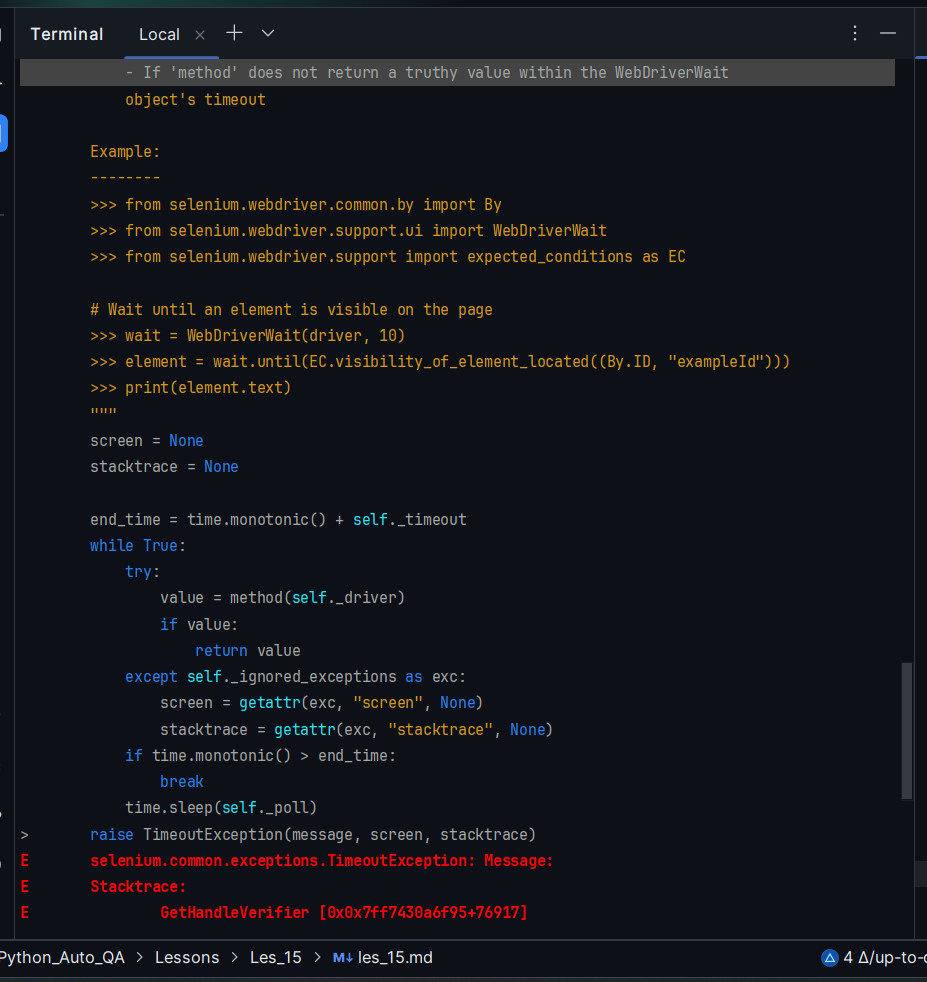 Terminal Local × + ⌄ ⋮ —
- If 'method' does not return a truthy value within the WebDriverWait
object's timeout
Example:
--------
>>> from selenium.webdriver.common.by import By
>>> from selenium.webdriver.support.ui import WebDriverWait
>>> from selenium.webdriver.support import expected_conditions as EC
# Wait until an element is visible on the page
>>> wait = WebDriverWait(driver, 10)
>>> element = wait.until(EC.visibility_of_element_located((By.ID, "exampleId")))
>>> print(element.text)
"""
screen = None
stacktrace = None
end_time = time.monotonic() + self._timeout
while True:
try:
value = method(self._driver)
if value:
return value
except self._ignored_exceptions as exc:
screen = getattr(exc, "screen", None)
stacktrace = getattr(exc, "stacktrace", None)
if time.monotonic() > end_time:
break
time.sleep(self._poll)
> raise TimeoutException(message, screen, stacktrace)
E selenium.common.exceptions.TimeoutException: Message:
E Stacktrace:
E GetHandleVerifier [0x0x7ff7430a6f95+76917]
Python_Auto_QA > Lessons > Les_15 > M↓ les_15.md 4 Δ/up-to-